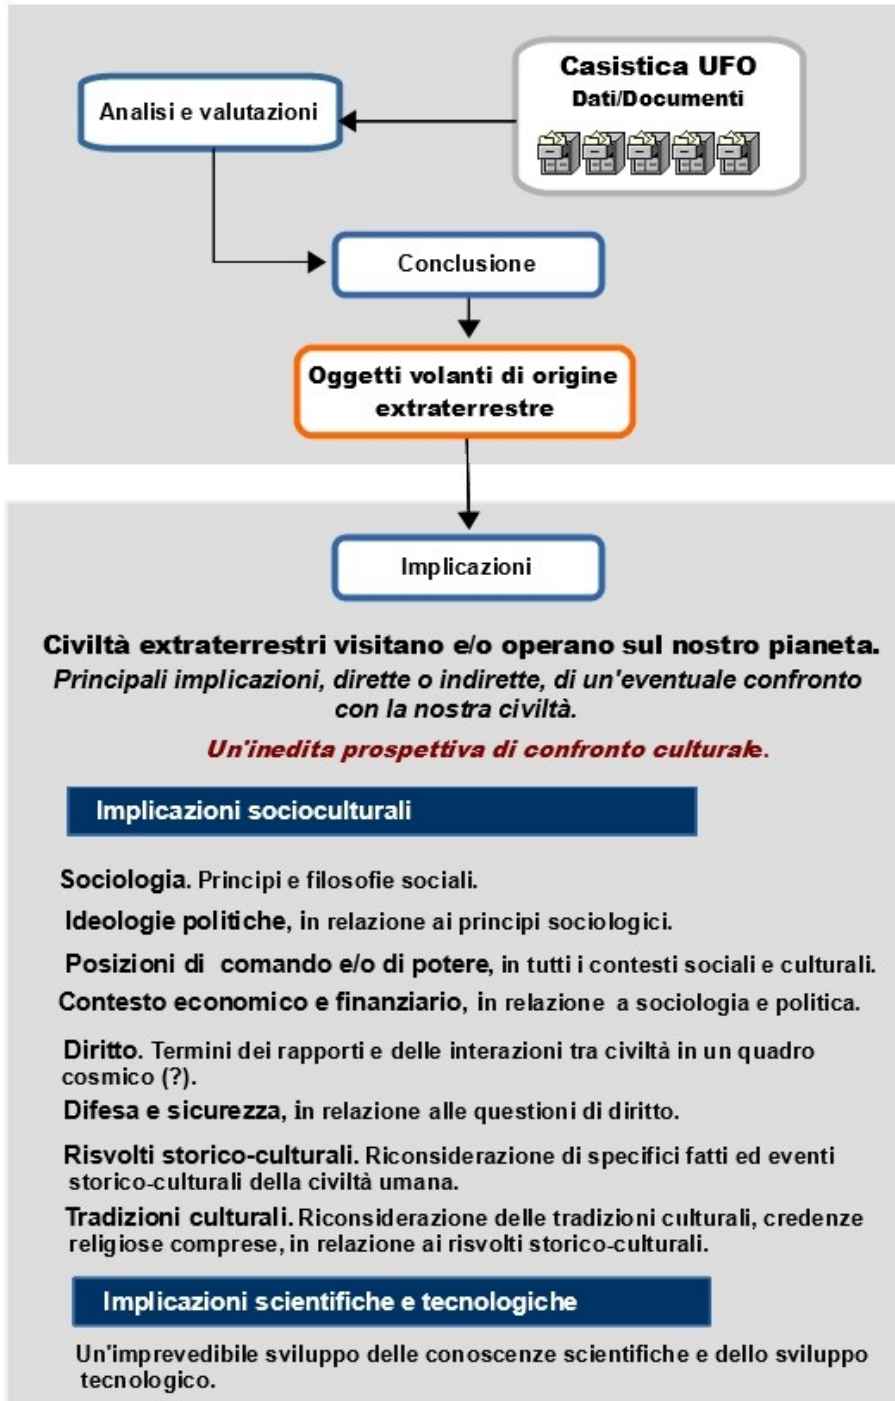 Casistica UFO
Dati/Documenti
Analisi e valutazioni
Conclusione
Oggetti volanti di origine
extraterrestre
Implicazioni
Civiltà extraterrestri visitano e/o operano sul nostro pianeta.
Principali implicazioni, dirette o indirette, di un'eventuale confronto
con la nostra civiltà.
Un'inedita prospettiva di confronto culturale.
Implicazioni socioculturali
Sociologia. Principi e filosofie sociali.
Ideologie politiche, in relazione ai principi sociologici.
Posizioni di comando e/o di potere, in tutti i contesti sociali e culturali.
Contesto economico e finanziario, in relazione a sociologia e politica.
Diritto. Termini dei rapporti e delle interazioni tra civiltà in un quadro
cosmico (?).
Difesa e sicurezza, in relazione alle questioni di diritto.
Risvolti storico-culturali. Riconsiderazione di specifici fatti ed eventi
storico-culturali della civiltà umana.
Tradizioni culturali. Riconsiderazione delle tradizioni culturali, credenze
religiose comprese, in relazione ai risvolti storico-culturali.
Implicazioni scientifiche e tecnologiche
Un'imprevedibile sviluppo delle conoscenze scientifiche e dello sviluppo
tecnologico.